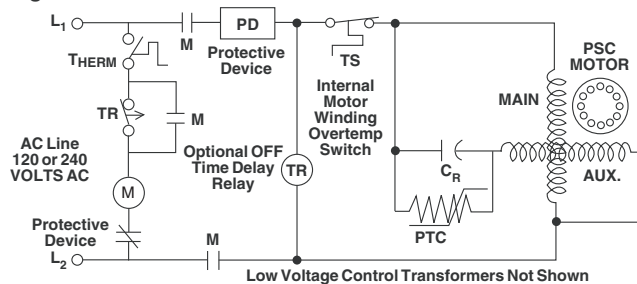 L1
THERM
TR
M
AC Line
120 or 240
VOLTS AC
M
Protective
Device
L2
M
PD
Protective
Device
TS
Internal
Motor
Winding
Overtemp
Switch
Optional OFF
Time Delay
Relay
TR
M
CR
PTC
MAIN
PSC
MOTOR
AUX.
Low Voltage Control Transformers Not Shown